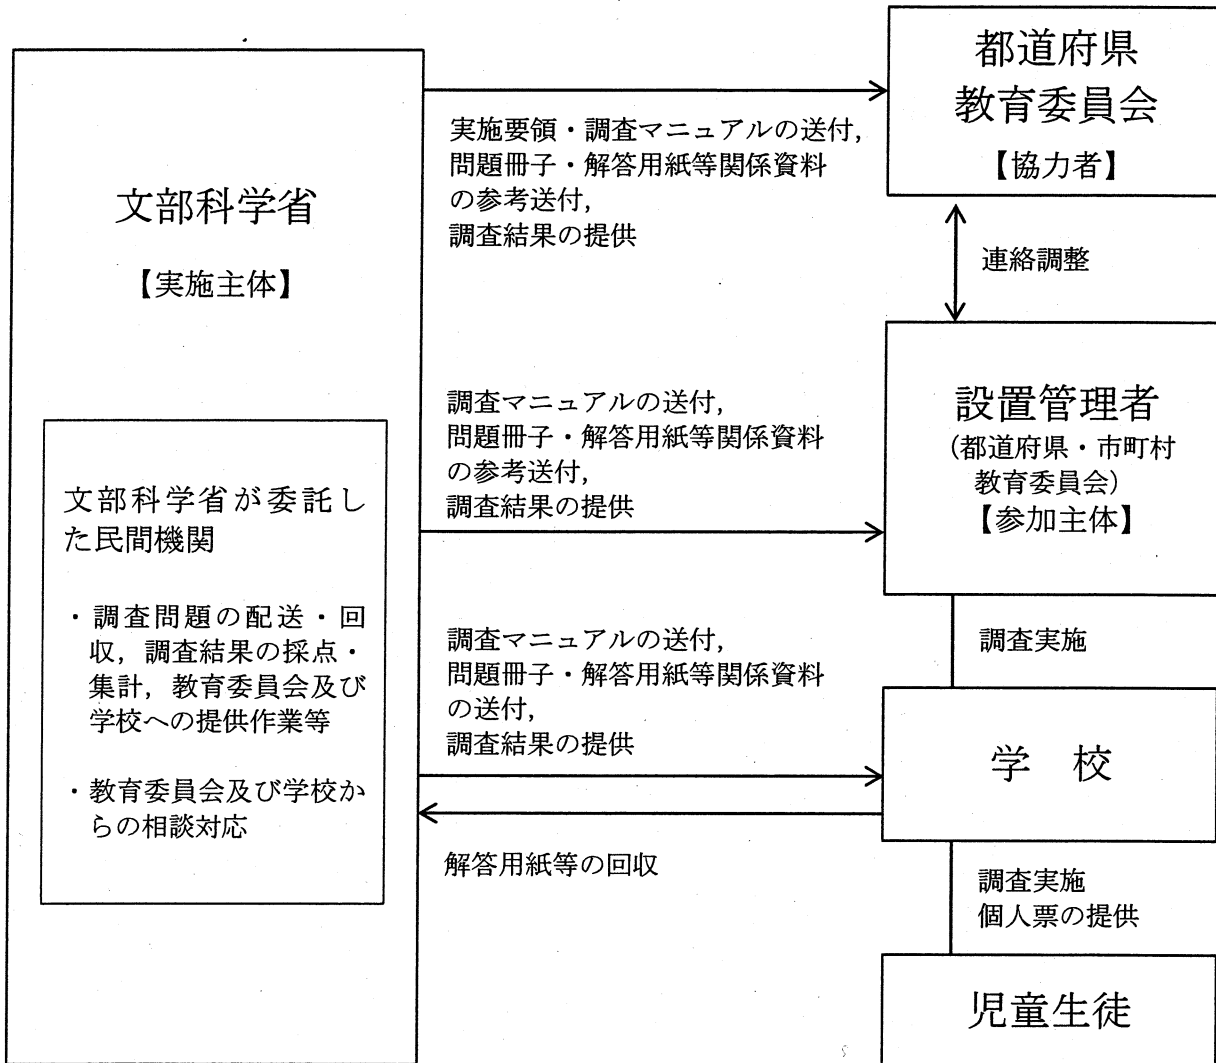 文部科学省
【実施主体】
文部科学省が委託し
た民間機関
・調査問題の配送・回
収，調査結果の採点・
集計，教育委員会及び
学校への提供作業等
・教育委員会及び学校か
らの相談対応
実施要領・調査マニュアルの送付，
問題冊子・解答用紙等関係資料
の参考送付，
調査結果の提供
都道府県
教育委員会
【協力者】
連絡調整
調査マニュアルの送付，
問題冊子・解答用紙等関係資料
の参考送付，
調査結果の提供
設置管理者
(都道府県・市町村
教育委員会)
【参加主体】
調査実施
調査マニュアルの送付，
問題冊子・解答用紙等関係資料
の送付，
調査結果の提供
学　校
解答用紙等の回収
調査実施
個人票の提供
児童生徒